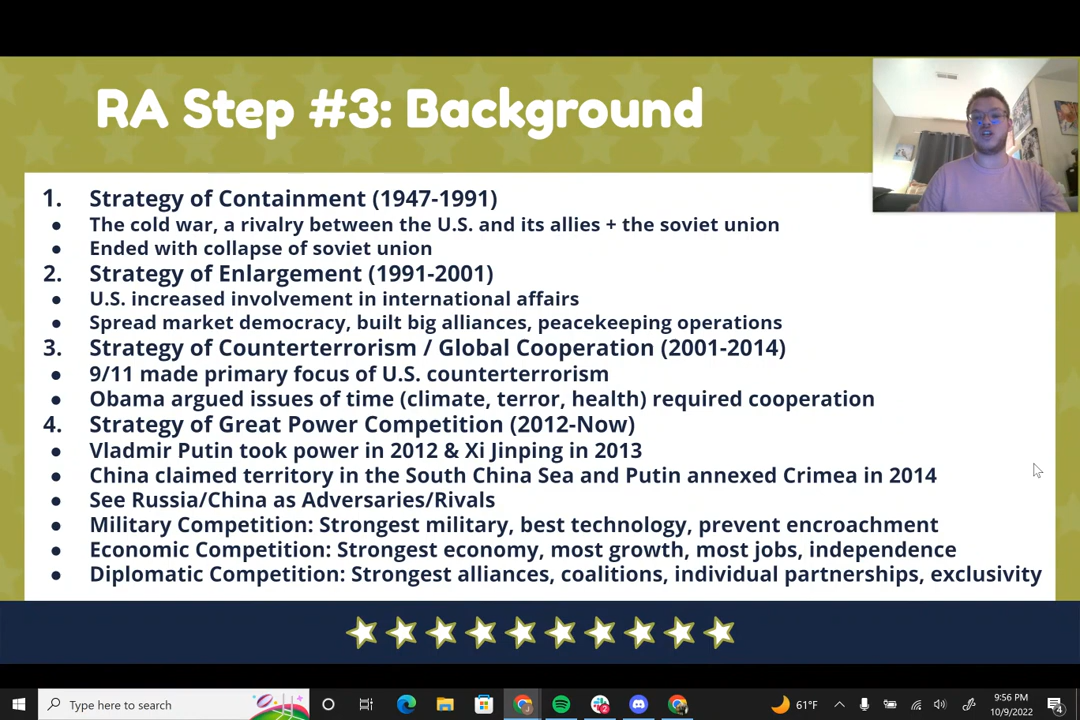 RA Step #3: Background
1. Strategy of Containment (1947-1991)
● The cold war, a rivalry between the U.S. and its allies + the soviet union
● Ended with collapse of soviet union
2. Strategy of Enlargement (1991-2001)
● U.S. increased involvement in international affairs
● Spread market democracy, built big alliances, peacekeeping operations
3. Strategy of Counterterrorism / Global Cooperation (2001-2014)
● 9/11 made primary focus of U.S. counterterrorism
● Obama argued issues of time (climate, terror, health) required cooperation
4. Strategy of Great Power Competition (2012-Now)
● Vladmir Putin took power in 2012 & Xi Jinping in 2013
● China claimed territory in the South China Sea and Putin annexed Crimea in 2014
● See Russia/China as Adversaries/Rivals
● Military Competition: Strongest military, best technology, prevent encroachment
● Economic Competition: Strongest economy, most growth, most jobs, independence
● Diplomatic Competition: Strongest alliances, coalitions, individual partnerships, exclusivity
Type here to search
61°F
9:56 PM
10/9/2022
4